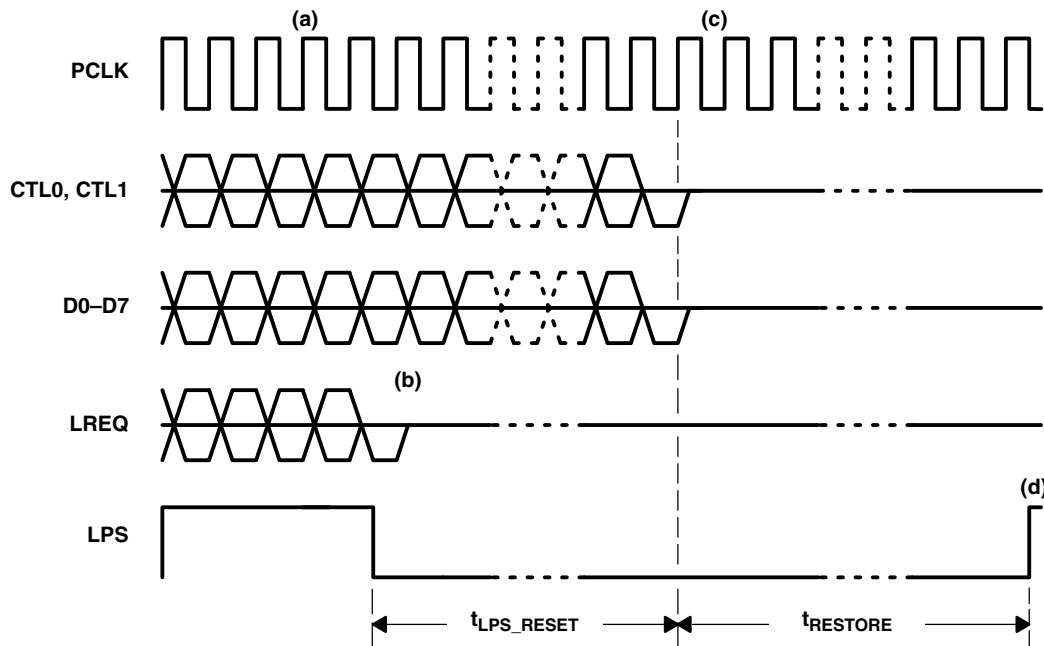 (a)
(c)
PCLK
CTL0, CTL1
D0–D7
(b)
LREQ
(d)
LPS
tLPS_RESET
tRESTORE